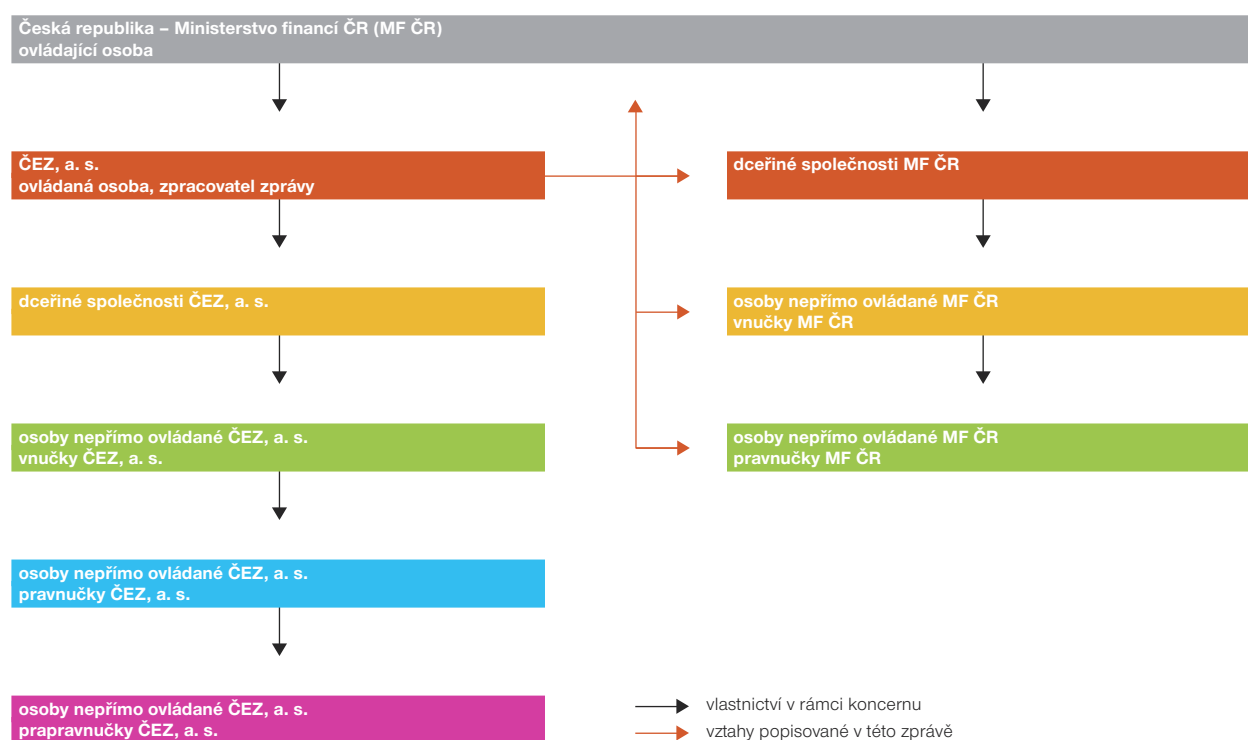 Česká republika – Ministerstvo financí ČR (MF ČR)
ovládající osoba
ČEZ, a. s.
ovládaná osoba, zpracovatel zprávy
dceřiné společnosti MF ČR
dceřiné společnosti ČEZ, a. s.
osoby nepřímo ovládané MF ČR
vnučky MF ČR
osoby nepřímo ovládané ČEZ, a. s.
vnučky ČEZ, a. s.
osoby nepřímo ovládané MF ČR
pravnučky MF ČR
osoby nepřímo ovládané ČEZ, a. s.
pravnučky ČEZ, a. s.
osoby nepřímo ovládané ČEZ, a. s.
prapravnučky ČEZ, a. s.
vlastnictví v rámci koncernu
vztahy popisované v této zprávě